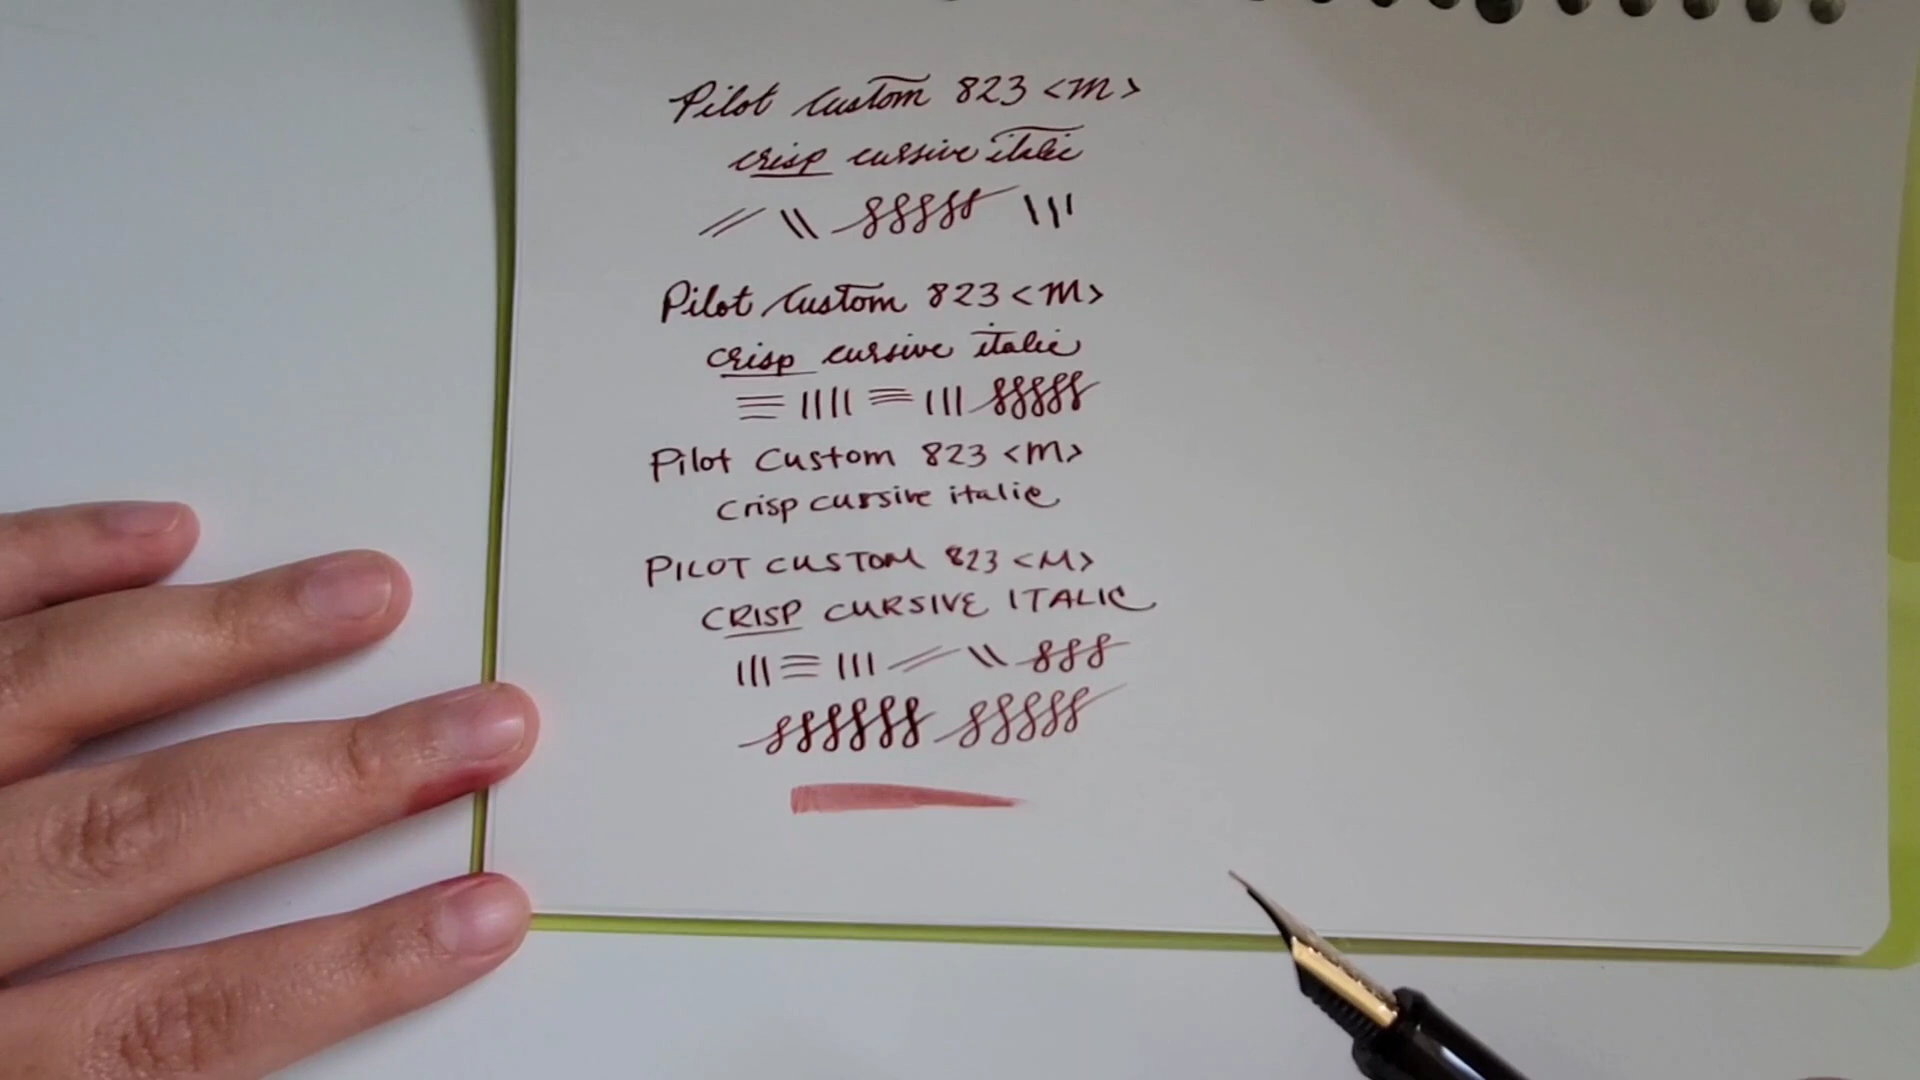 Pilot Custom 823 <M>
crisp cursive italic
Pilot Custom 823 <M>
crisp cursive italic
Pilot Custom 823 <M>
Crisp cursive italic
PILOT CUSTOM 823 <M>
CRISP CURSIVE ITALIC